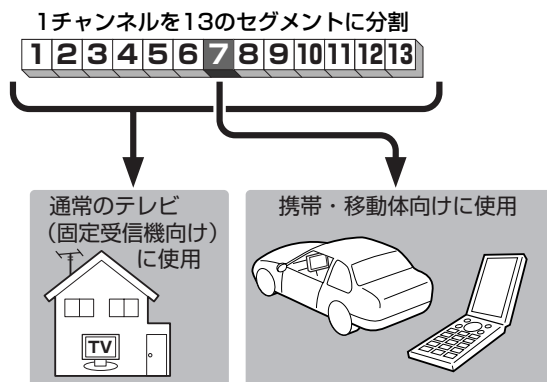 1チャンネルを13のセグメントに分割
1 2 3 4 5 6 7 8 9 10 11 12 13
通常のテレビ
（固定受信機向け）
に使用
TV
携帯・移動体向けに使用